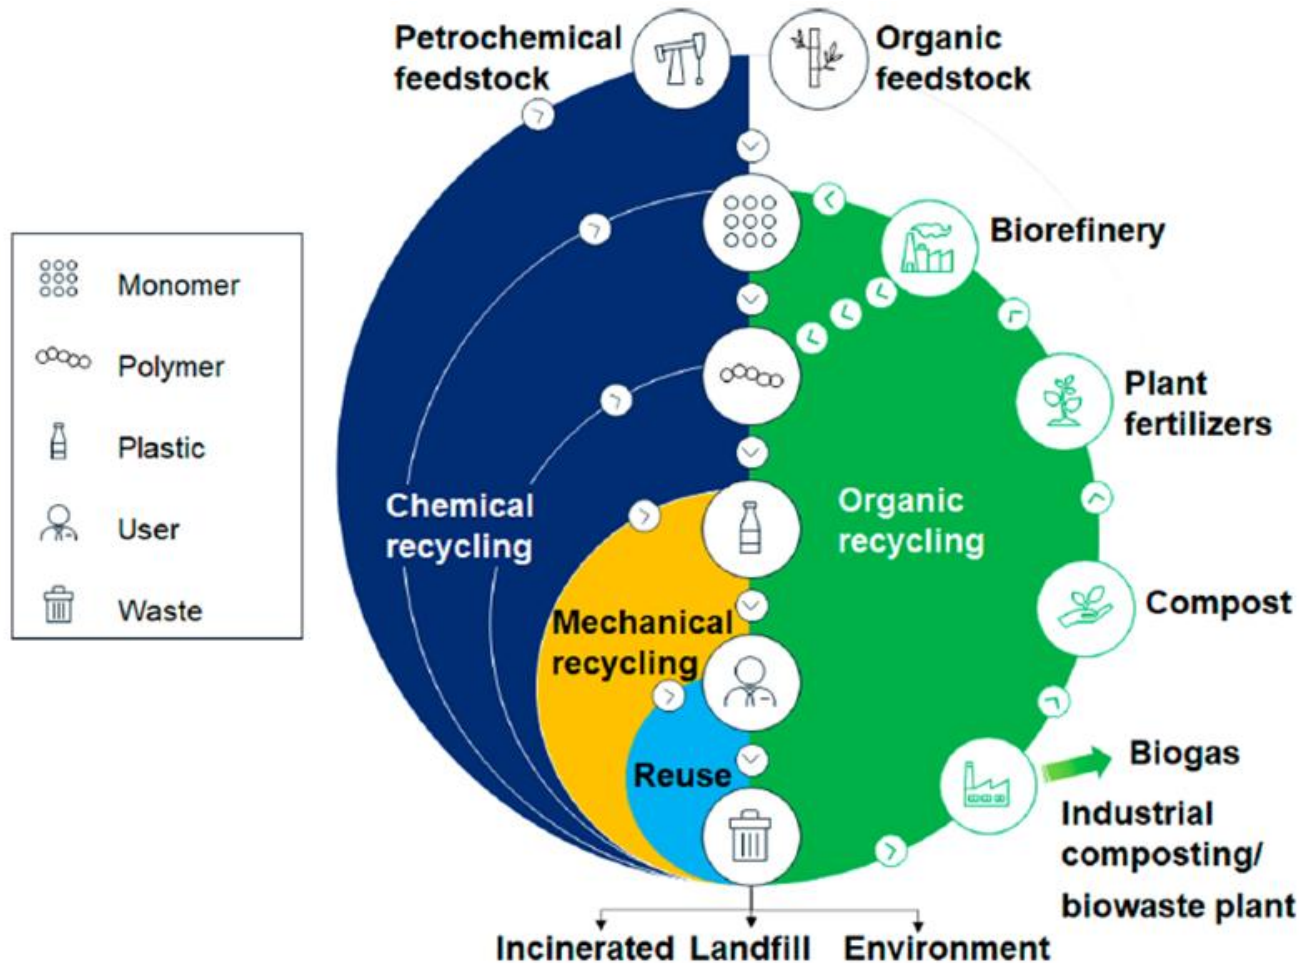 Petrochemical
feedstock
Organic
feedstock
Monomer
Polymer
Plastic
User
Waste
Biorefinery
Plant
fertilizers
Chemical
recycling
Organic
recycling
Mechanical
recycling
Compost
Reuse
Biogas
Industrial
composting/
biowaste plant
Incinerated Landfill Environment